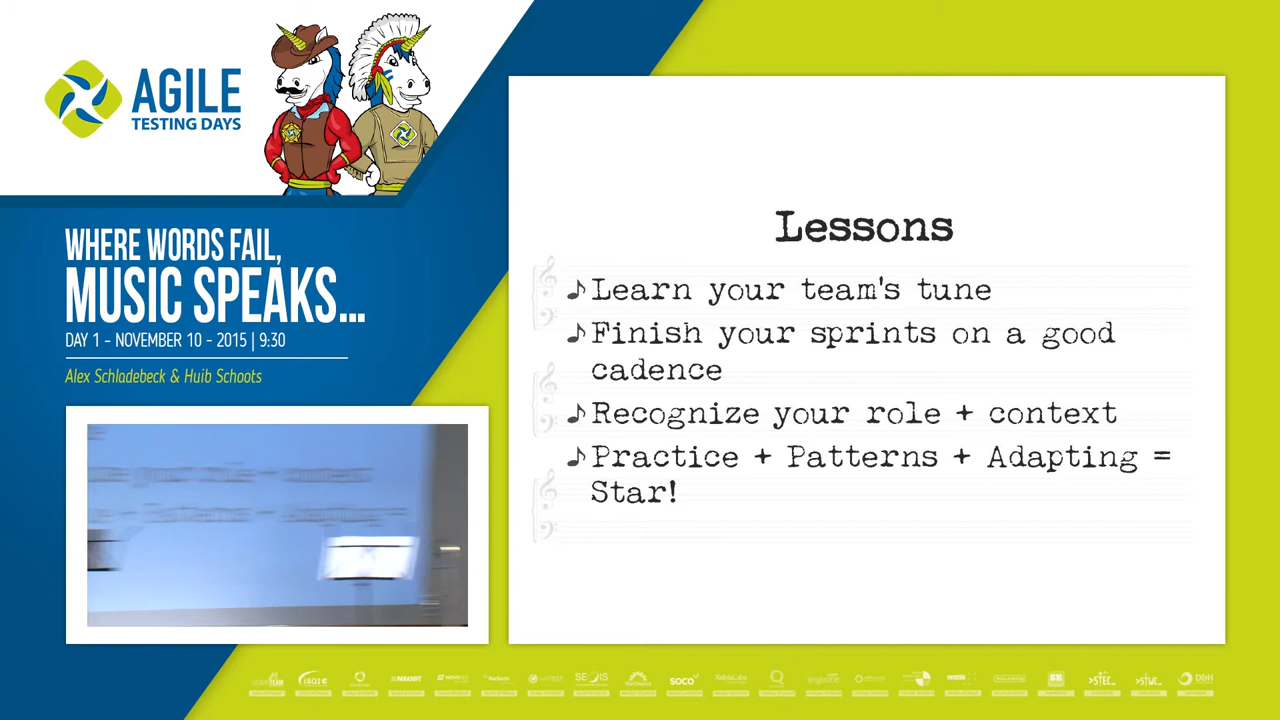 AGILE
TESTING DAYS
WHERE WORDS FAIL,
MUSIC SPEAKS...
DAY 1 - NOVEMBER 10 - 2015 | 9:30
Alex Schladebeck & Huib Schoots
Lessons
♪Learn your team's tune
♪Finish your sprints on a good
cadence
♪Recognize your role + context
♪Practice + Patterns + Adapting =
Star!
iSQI
SOCO